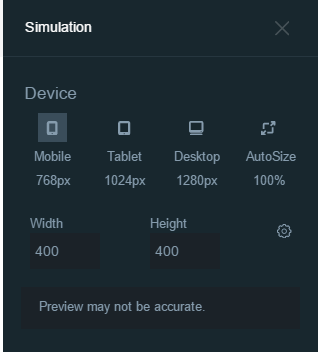 Simulation
Device
Mobile Tablet Desktop AutoSize
768px 1024px 1280px 100%
Width Height
400 400
Preview may not be accurate.